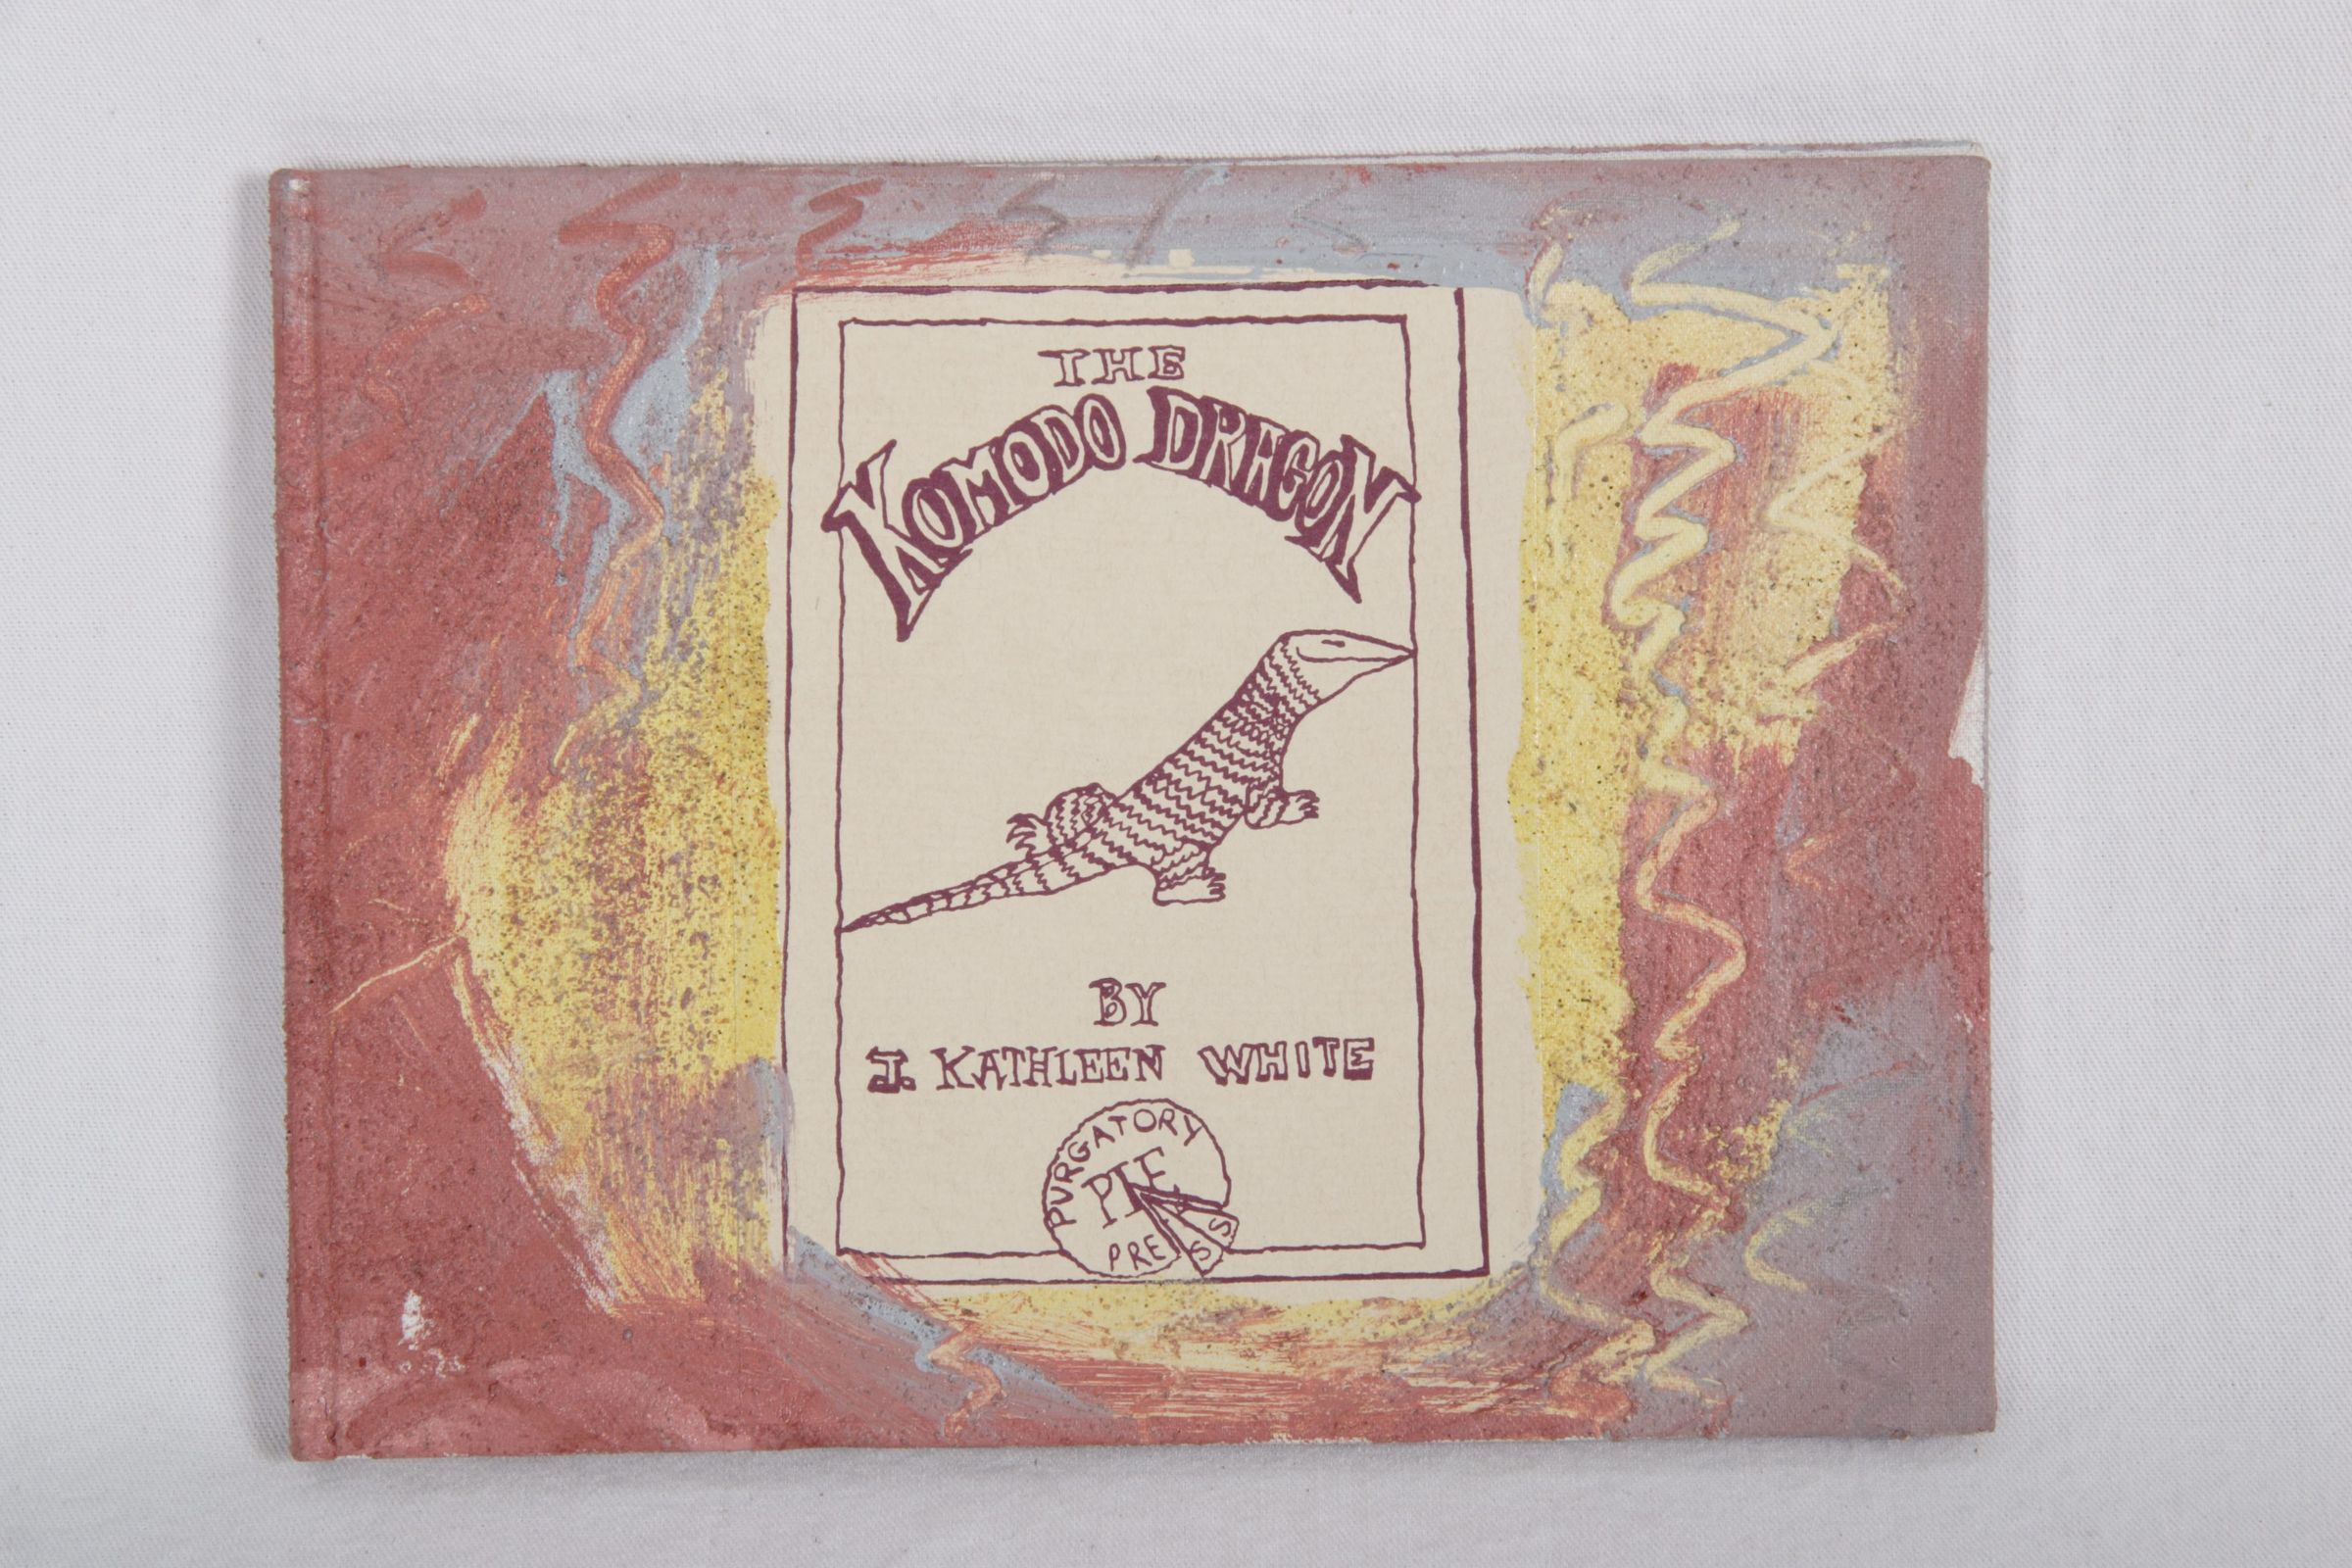 THE
KOMODO DRAGON
BY
J. KATHLEEN WHITE
PURGATORY
PIE
PRESS